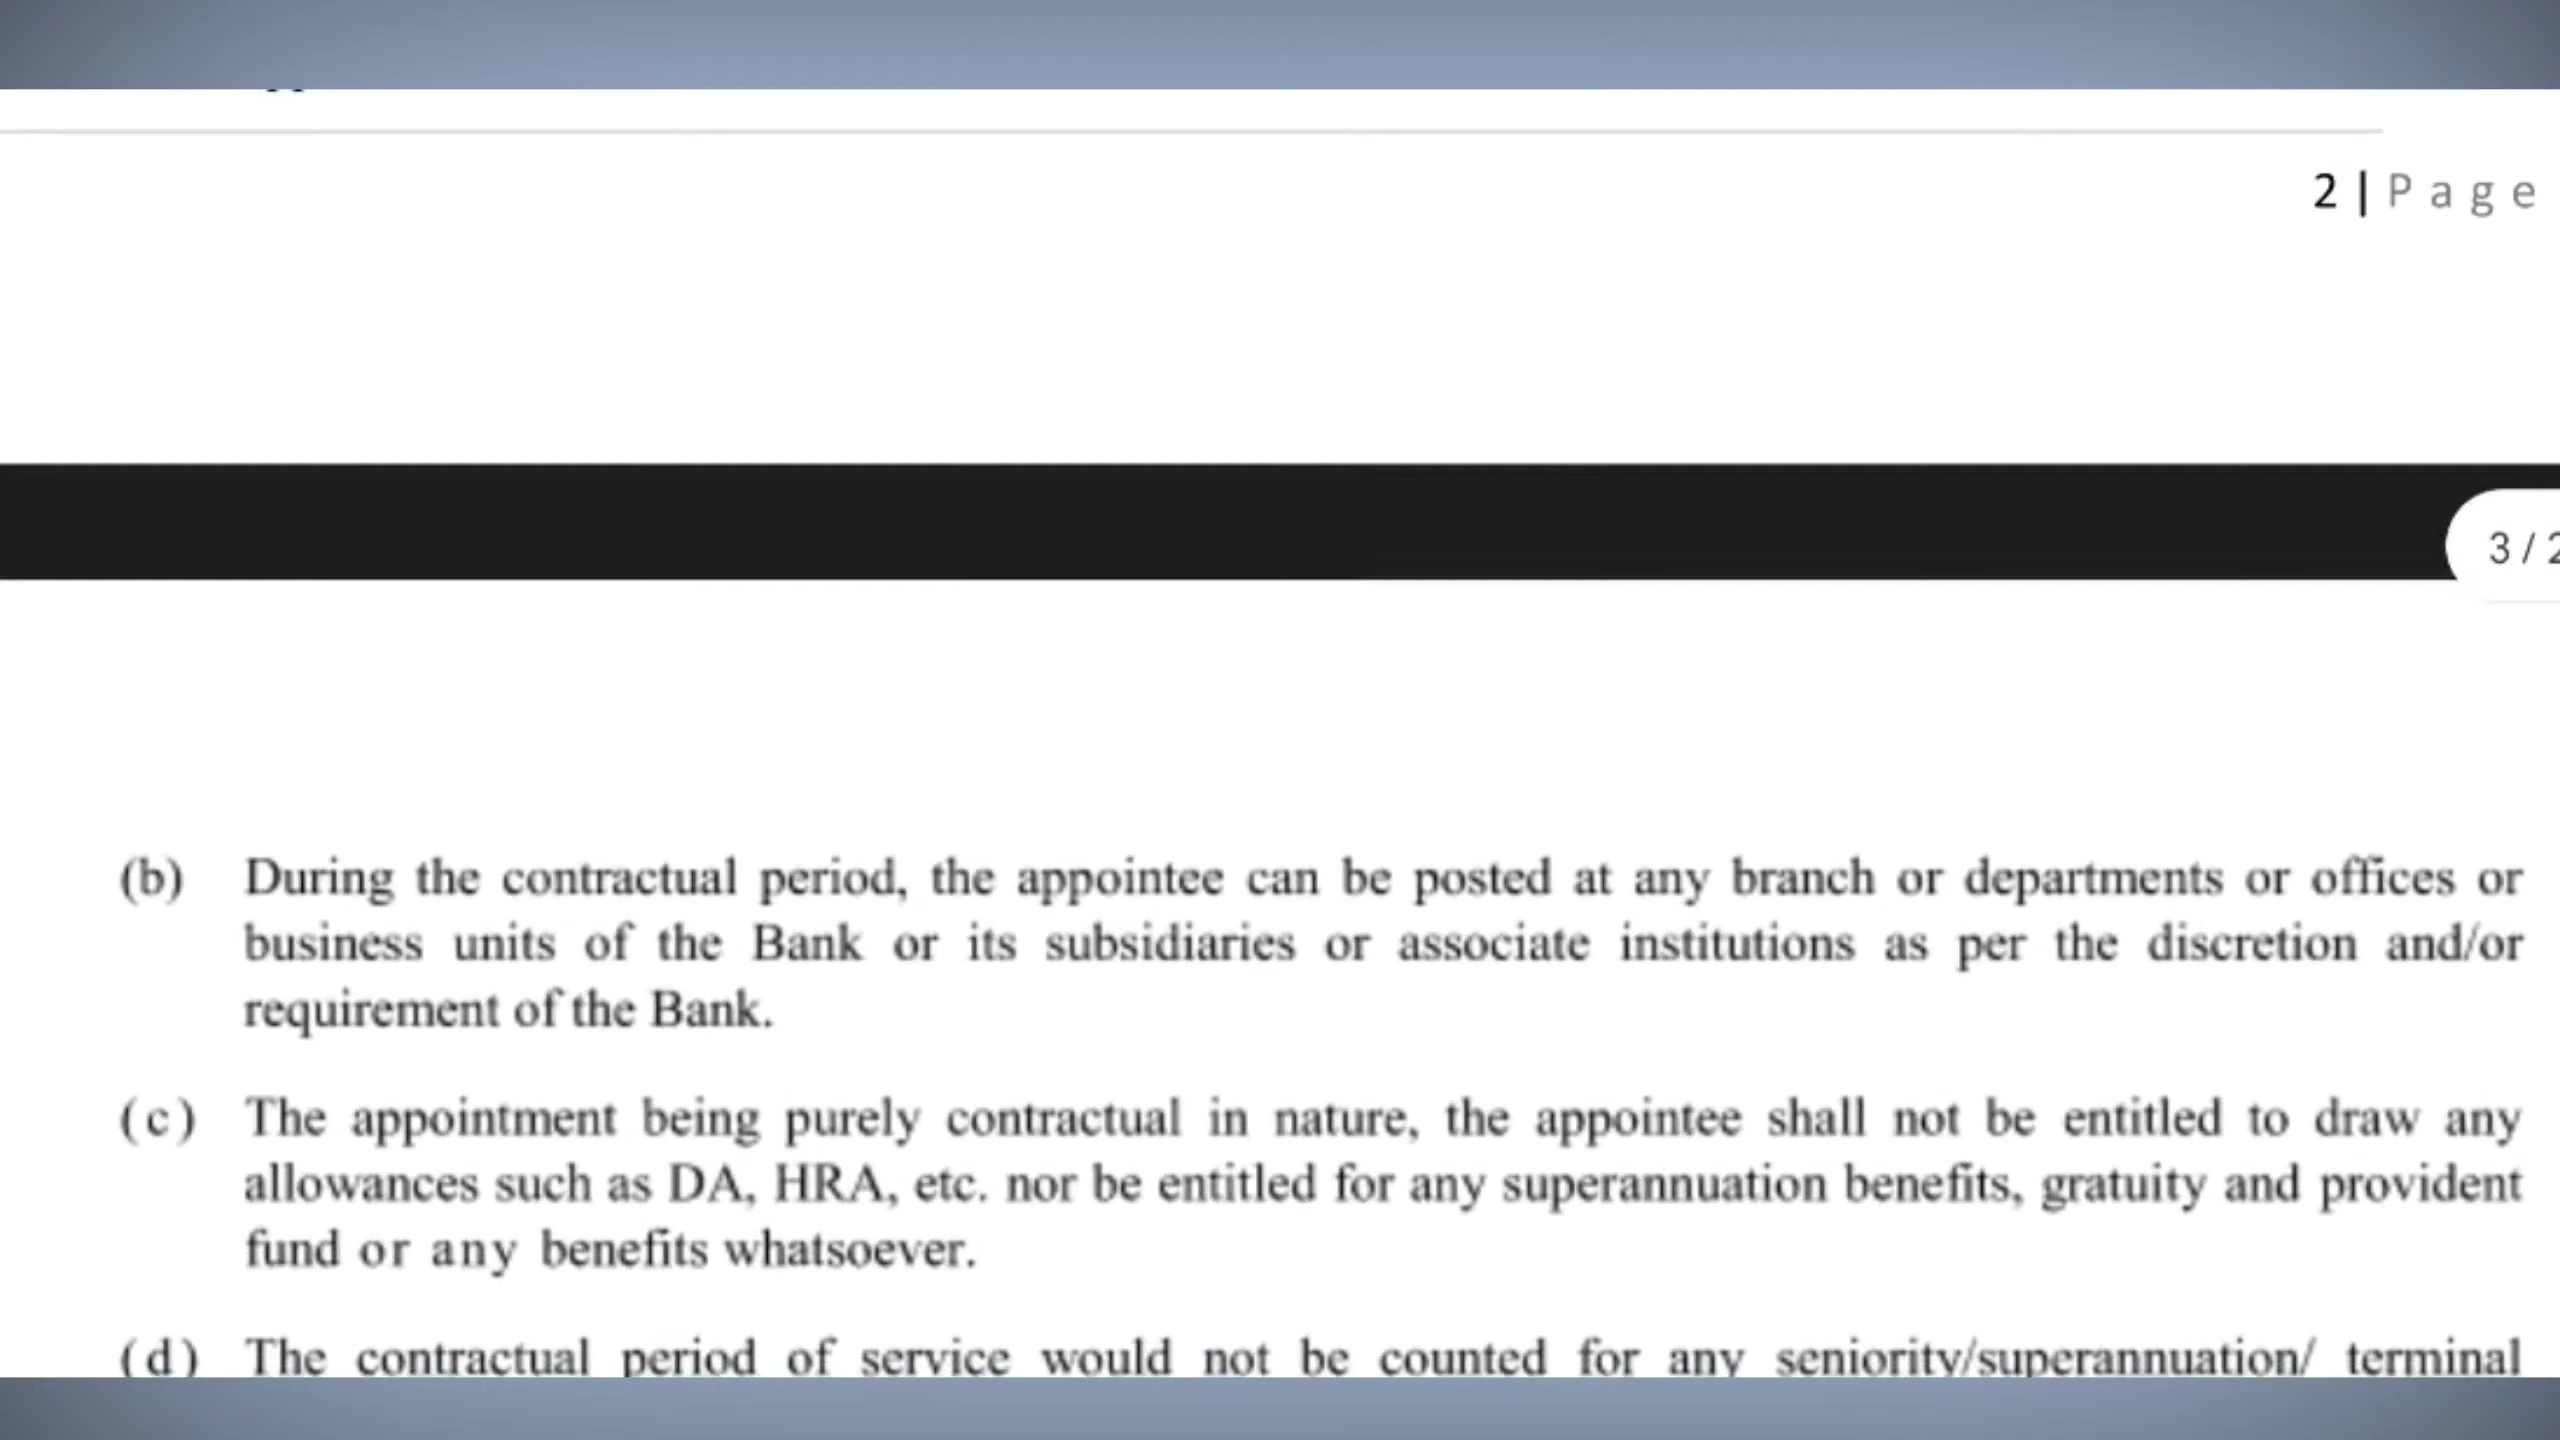 2 | Page
3 / 2
(b) During the contractual period, the appointee can be posted at any branch or departments or offices or
business units of the Bank or its subsidiaries or associate institutions as per the discretion and/or
requirement of the Bank.
(c) The appointment being purely contractual in nature, the appointee shall not be entitled to draw any
allowances such as DA, HRA, etc. nor be entitled for any superannuation benefits, gratuity and provident
fund or any benefits whatsoever.
(d) The contractual period of service would not be counted for any seniority/superannuation/ terminal